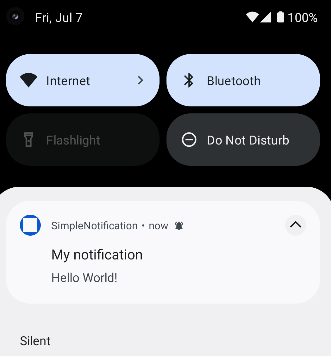 Fri, Jul 7
100%
Internet
Bluetooth
Flashlight
Do Not Disturb
SimpleNotification • now
My notification
Hello World!
Silent